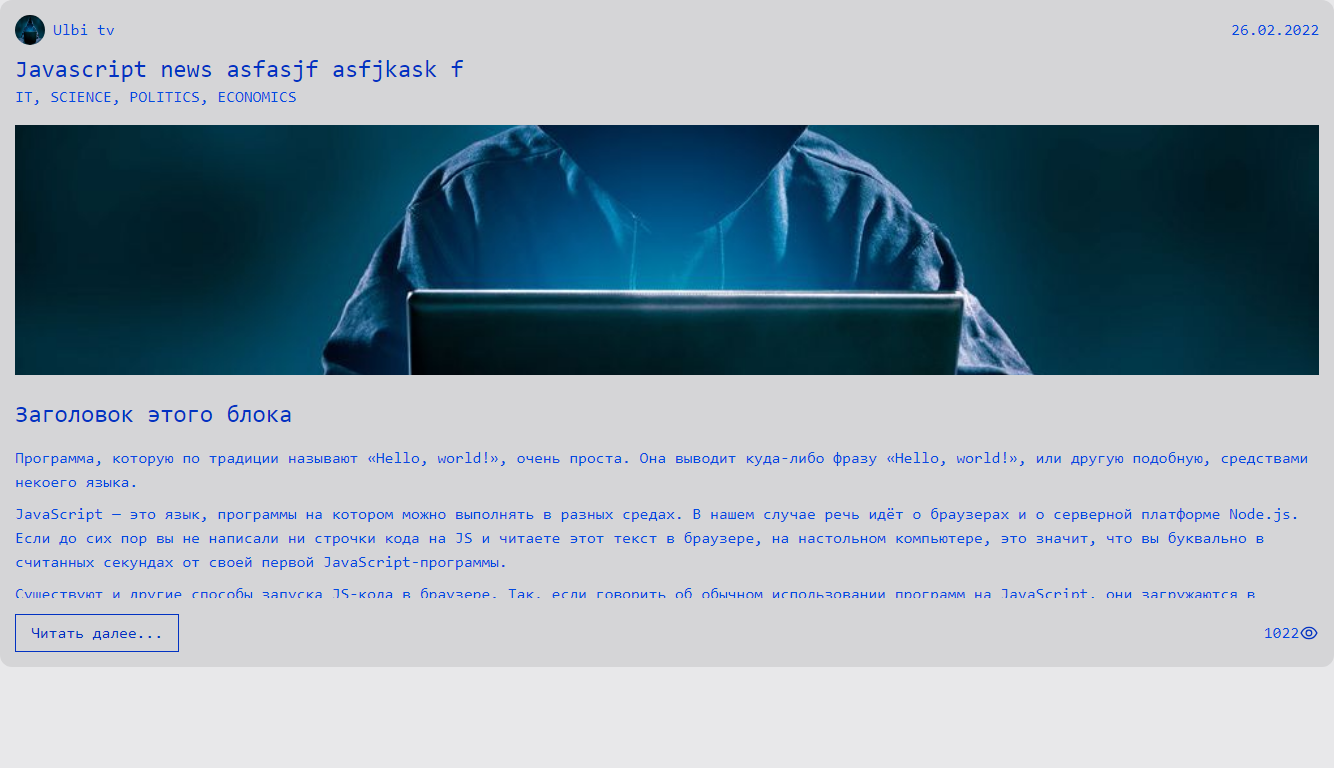 Ulbi tv
26.02.2022
Javascript news asfasjf asfjkask f
IT, SCIENCE, POLITICS, ECONOMICS
Заголовок этого блока
Программа, которую по традиции называют «Hello, world!», очень проста. Она выводит куда-либо фразу «Hello, world!», или другую подобную, средствами
некоего языка.
JavaScript — это язык, программы на котором можно выполнять в разных средах. В нашем случае речь идёт о браузерах и о серверной платформе Node.js.
Если до сих пор вы не написали ни строчки кода на JS и читаете этот текст в браузере, на настольном компьютере, это значит, что вы буквально в
считанных секундах от своей первой JavaScript-программы.
Существуют и другие способы запуска JS-кода в браузере. Так, если говорить об обычном использовании программ на JavaScript, они загружаются в
Читать далее...
1022